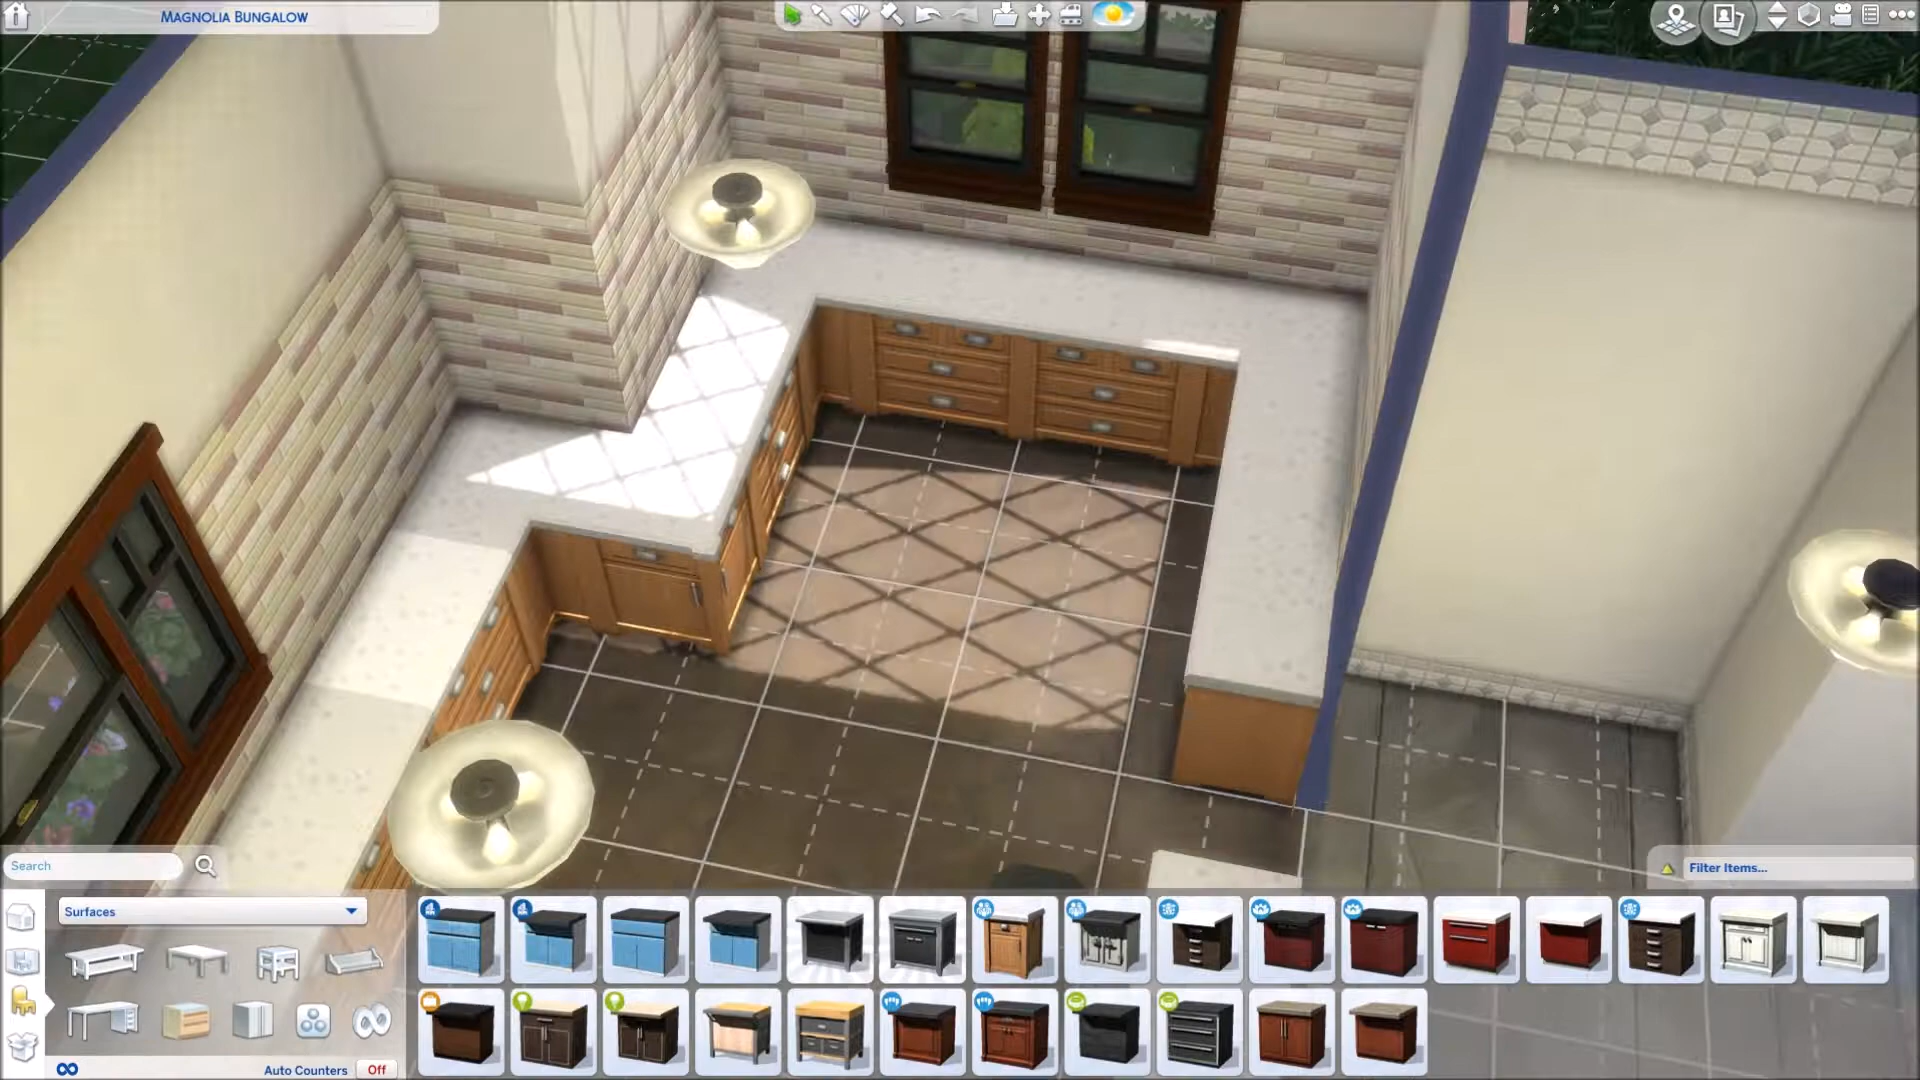 MAGNOLIA BUNGALOW
Search
Filter Items...
Surfaces
Auto Counters
Off